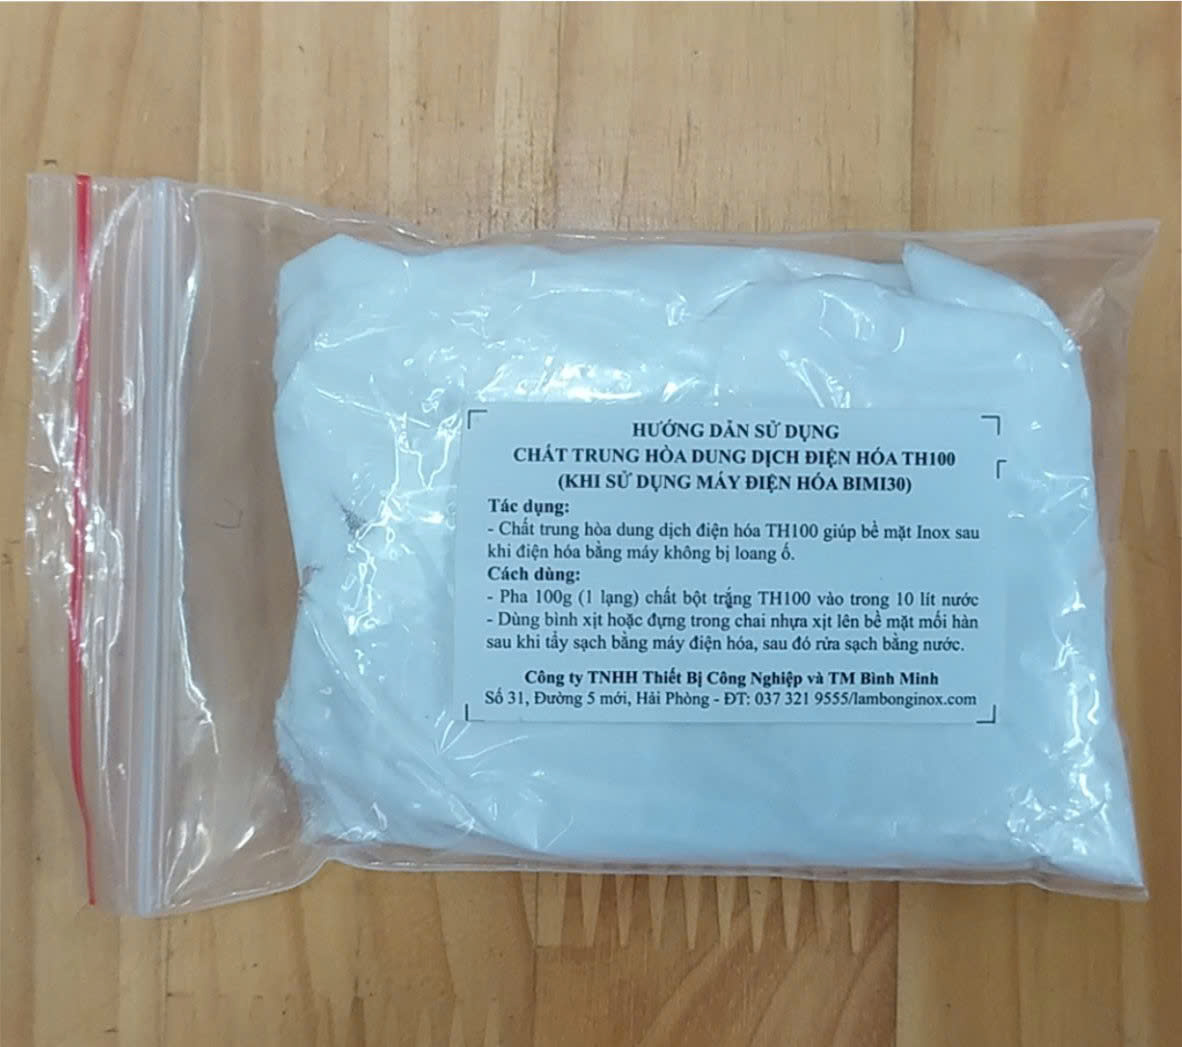 HƯỚNG DẪN SỬ DỤNG
CHẤT TRUNG HÒA DUNG DỊCH ĐIỆN HÓA TH100
(KHI SỬ DỤNG MÁY ĐIỆN HÓA BIMI30)
Tác dụng:
- Chất trung hòa dung dịch điện hóa TH100 giúp bề mặt Inox sau
khi điện hóa bằng máy không bị loang ố.
Cách dùng:
- Pha 100g (1 lạng) chất bột trắng TH100 vào trong 10 lít nước
- Dùng bình xịt hoặc đựng trong chai nhựa xịt lên bề mặt mối hàn
sau khi tẩy sạch bằng máy điện hóa, sau đó rửa sạch bằng nước.
Công ty TNHH Thiết Bị Công Nghiệp và TM Bình Minh
Số 31, Đường 5 mới, Hải Phòng - ĐT: 037 321 9555/lambonginox.com